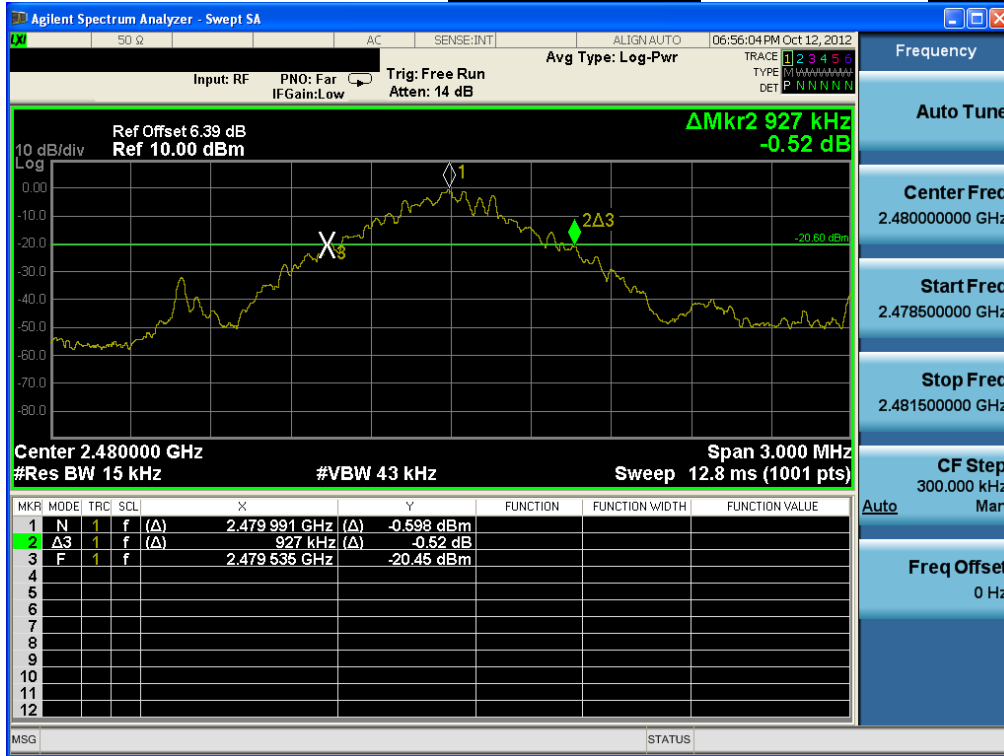 Agilent Spectrum Analyzer - Swept SA
LXI 50 Ω AC SENSE:INT ALIGN AUTO 06:56:04 PM Oct 12, 2012
Input: RF PNO: Far IFGain:Low Trig: Free Run Atten: 14 dB Avg Type: Log-Pwr
TRACE 1 2 3 4 5 6
TYPE M W W W W W
DET P N N N N N
ΔMkr2 927 kHz
-0.52 dB
Ref Offset 6.39 dB
10 dB/div Ref 10.00 dBm
Log
1
0.00
-10.0
2Δ3
-20.0
-20.60 dBm
3
-30.0
-40.0
-50.0
-60.0
-70.0
-80.0
Center 2.480000 GHz Span 3.000 MHz
#Res BW 15 kHz #VBW 43 kHz Sweep 12.8 ms (1001 pts)
MKR MODE TRC SCL X Y FUNCTION FUNCTION WIDTH FUNCTION VALUE
1 N 1 f (Δ) 2.479 991 GHz (Δ) -0.598 dBm
2 Δ3 1 f (Δ) 927 kHz (Δ) -0.52 dB
3 F 1 f 2.479 535 GHz -20.45 dBm
4
5
6
7
8
9
10
11
12
MSG STATUS
Frequency
Auto Tune
Center Freq
2.480000000 GHz
Start Freq
2.478500000 GHz
Stop Freq
2.481500000 GHz
CF Step
300.000 kHz
Auto Man
Freq Offset
0 Hz